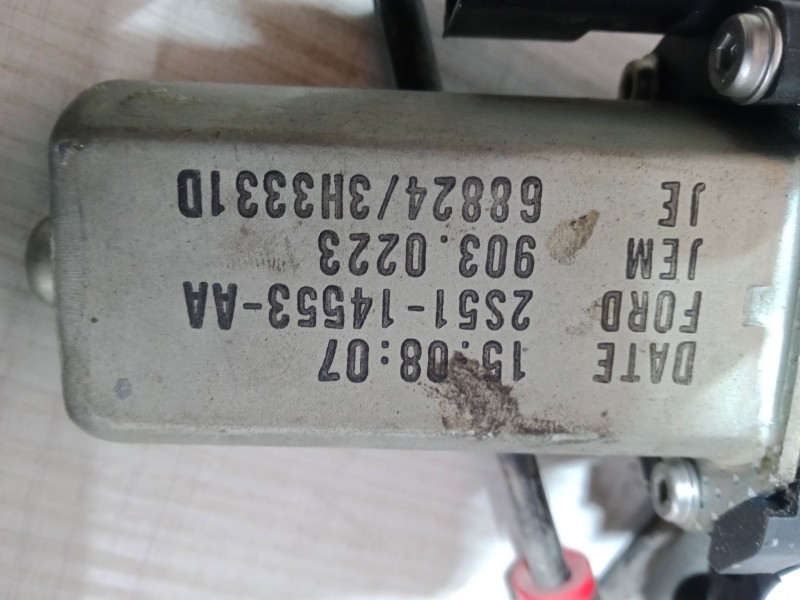 DATE 15:08:07
FORD 2S51-14553-AA
JEM 903.0223
JE 68824/3H3331D